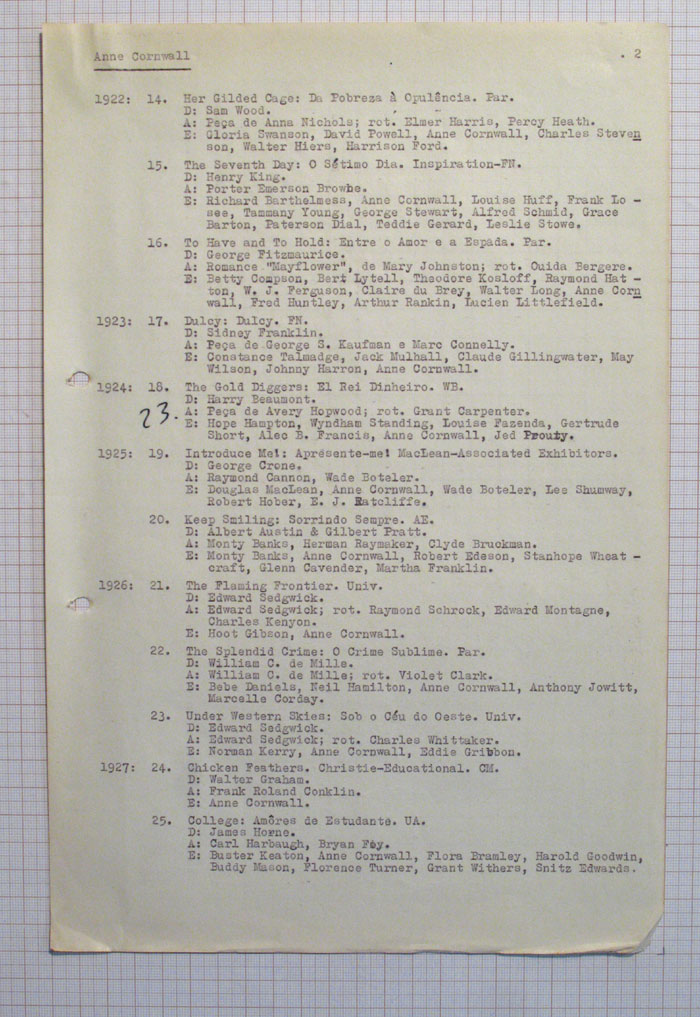 Anne Cornwall . 2
1922: 14. Her Gilded Cage: Da Pobreza à Opulência. Par.
D: Sam Wood.
A: Peça de Anna Nichols; rot. Elmer Harris, Percy Heath.
E: Gloria Swanson, David Powell, Anne Cornwall, Charles Steven
son, Walter Hiers, Harrison Ford.
15. The Seventh Day: O Sétimo Dia. Inspiration-FN.
D: Henry King.
A: Porter Emerson Browne.
E: Richard Barthelmess, Anne Cornwall, Louise Huff, Frank Lo -
see, Tammany Young, George Stewart, Alfred Schmid, Grace
Barton, Paterson Dial, Teddie Gerard, Leslie Stowe.
16. To Have and To Hold: Entre o Amor e a Espada. Par.
D: George Fitzmaurice.
A: Romance "Mayflower", de Mary Johnston; rot. Ouida Bergere.
E: Betty Compson, Bert Lytell, Theodore Kosloff, Raymond Hat -
ton, W. J. Ferguson, Claire du Brey, Walter Long, Anne Corn
wall, Fred Huntley, Arthur Rankin, Lucien Littlefield.
1923: 17. Dulcy: Dulcy. FN.
D: Sidney Franklin.
A: Peça de George S. Kaufman e Marc Connelly.
E: Constance Talmadge, Jack Mulhall, Claude Gillingwater, May
Wilson, Johnny Harron, Anne Cornwall.
1924: 18. The Gold Diggers: El Rei Dinheiro. WB.
D: Harry Beaumont.
23. A: Peça de Avery Hopwood; rot. Grant Carpenter.
E: Hope Hampton, Wyndham Standing, Louise Fazenda, Gertrude
Short, Alec B. Francis, Anne Cornwall, Jed Prouty.
1925: 19. Introduce Me!: Apresente-me! MacLean-Associated Exhibitors.
D: George Crone.
A: Raymond Cannon, Wade Boteler.
E: Douglas MacLean, Anne Cornwall, Wade Boteler, Lee Shumway,
Robert Hober, E. J. Ratcliffe.
20. Keep Smiling: Sorrindo Sempre. AE.
D: Albert Austin & Gilbert Pratt.
A: Monty Banks, Herman Raymaker, Clyde Bruckman.
E: Monty Banks, Anne Cornwall, Robert Edeson, Stanhope Wheat -
craft, Glenn Cavender, Martha Franklin.
1926: 21. The Flaming Frontier. Univ.
D: Edward Sedgwick.
A: Edward Sedgwick; rot. Raymond Schrock, Edward Montagne,
Charles Kenyon.
E: Hoot Gibson, Anne Cornwall.
22. The Splendid Crime: O Crime Sublime. Par.
D: William C. de Mille.
A: William C. de Mille; rot. Violet Clark.
E: Bebe Daniels, Neil Hamilton, Anne Cornwall, Anthony Jowitt,
Marcelle Corday.
23. Under Western Skies: Sob o Céu do Oeste. Univ.
D: Edward Sedgwick.
A: Edward Sedgwick; rot. Charles Whittaker.
E: Norman Kerry, Anne Cornwall, Eddie Gribbon.
1927: 24. Chicken Feathers. Christie-Educational. CM.
D: Walter Graham.
A: Frank Roland Conklin.
E: Anne Cornwall.
25. College: Amôres de Estudante. UA.
D: James Horne.
A: Carl Harbaugh, Bryan Foy.
E: Buster Keaton, Anne Cornwall, Flora Bramley, Harold Goodwin,
Buddy Mason, Florence Turner, Grant Withers, Snitz Edwards.